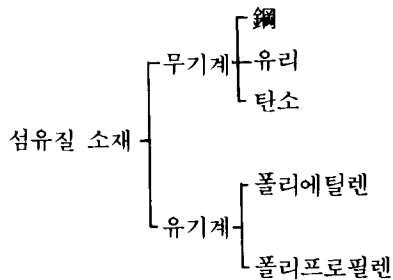 鋼
무기계
유리
탄소
섬유질 소재
폴리에틸렌
유기계
폴리프로필렌